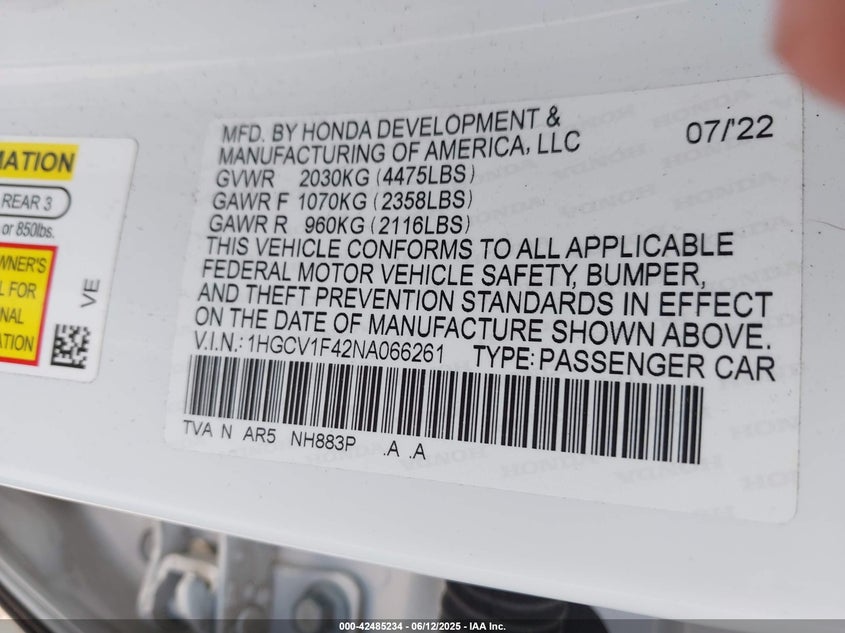 MATION
REAR 3
or 850lbs.
WNER'S
L FOR
NAL
ATION
VE
MFD. BY HONDA DEVELOPMENT &
MANUFACTURING OF AMERICA, LLC 07/'22
GVWR 2030KG (4475LBS)
GAWR F 1070KG (2358LBS)
GAWR R 960KG (2116LBS)
THIS VEHICLE CONFORMS TO ALL APPLICABLE
FEDERAL MOTOR VEHICLE SAFETY, BUMPER,
AND THEFT PREVENTION STANDARDS IN EFFECT
ON THE DATE OF MANUFACTURE SHOWN ABOVE.
V.I.N.: 1HGCV1F42NA066261 TYPE: PASSENGER CAR
TVA N AR5 NH883P .A .A
000-42485234 - 06/12/2025 - IAA Inc.